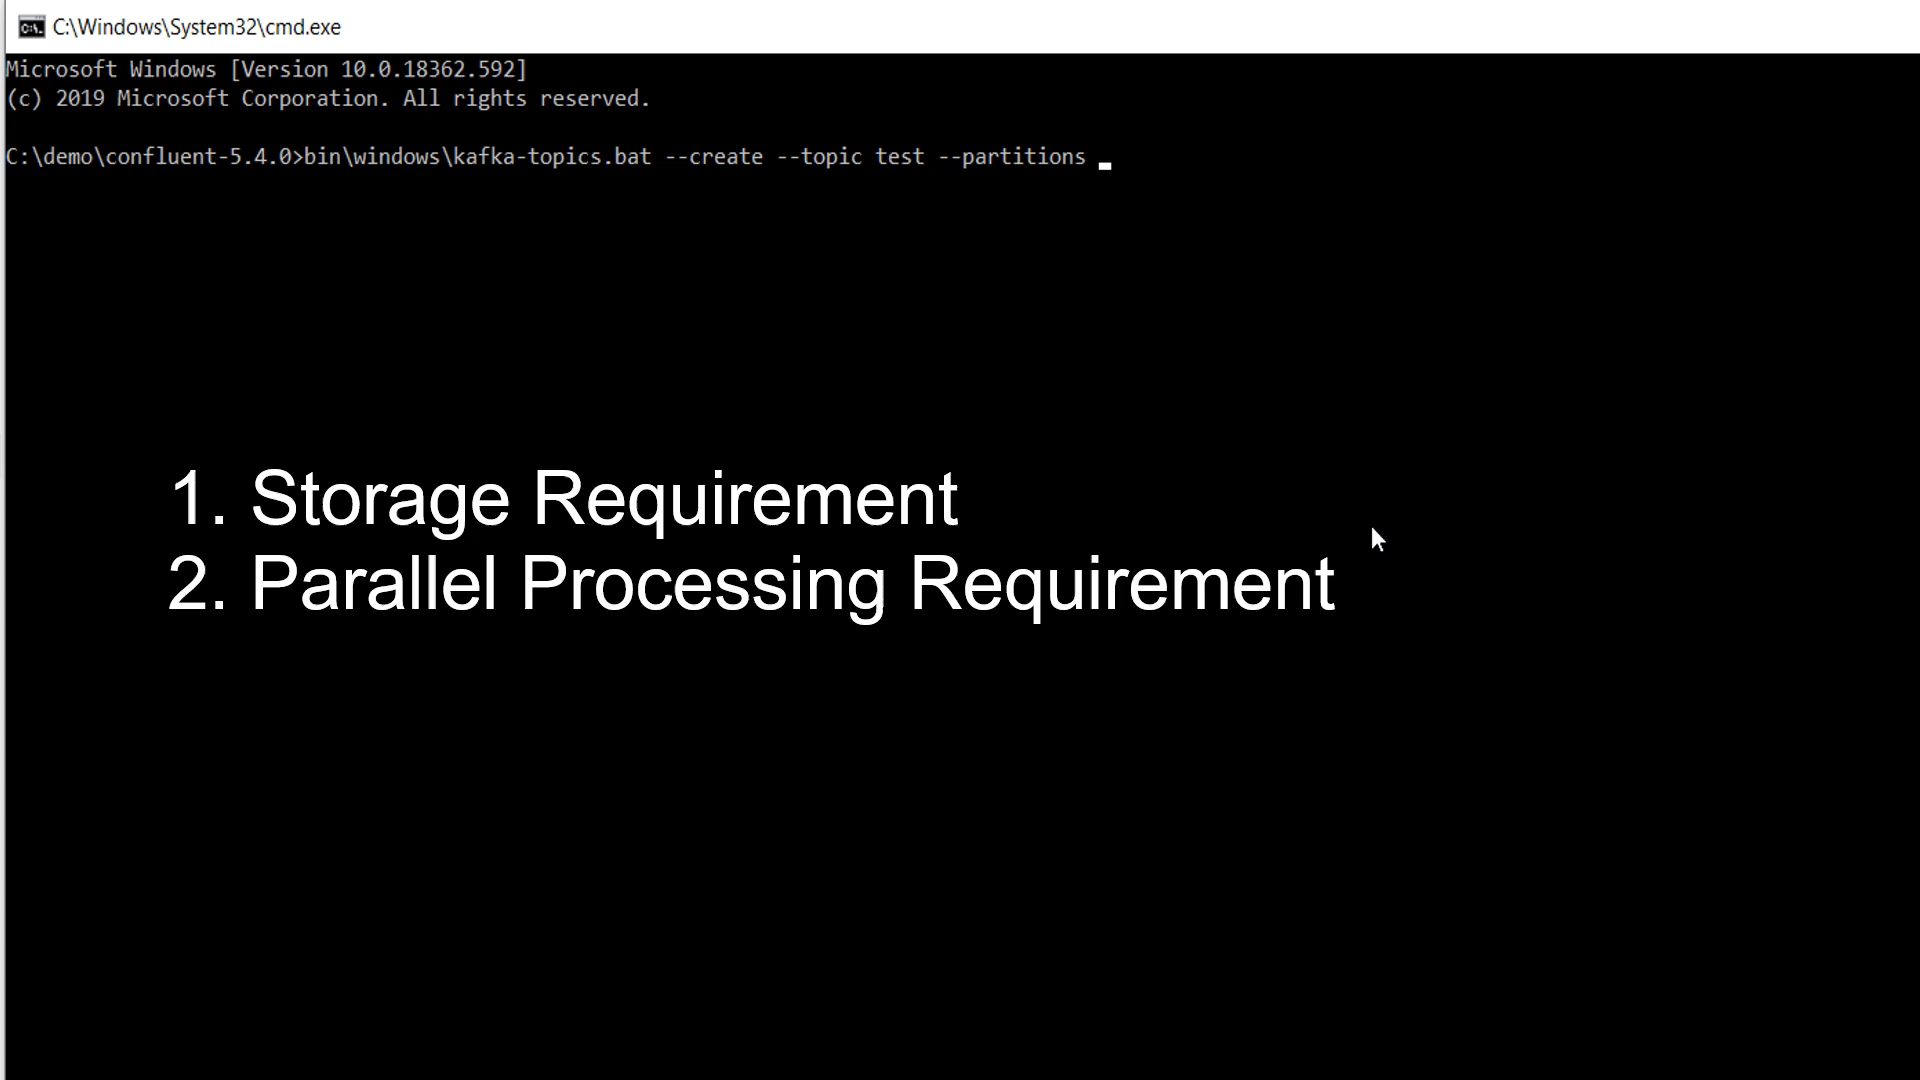 C:\Windows\System32\cmd.exe
Microsoft Windows [Version 10.0.18362.592]
(c) 2019 Microsoft Corporation. All rights reserved.
C:\demo\confluent-5.4.0>bin\windows\kafka-topics.bat --create --topic test --partitions
1. Storage Requirement
2. Parallel Processing Requirement